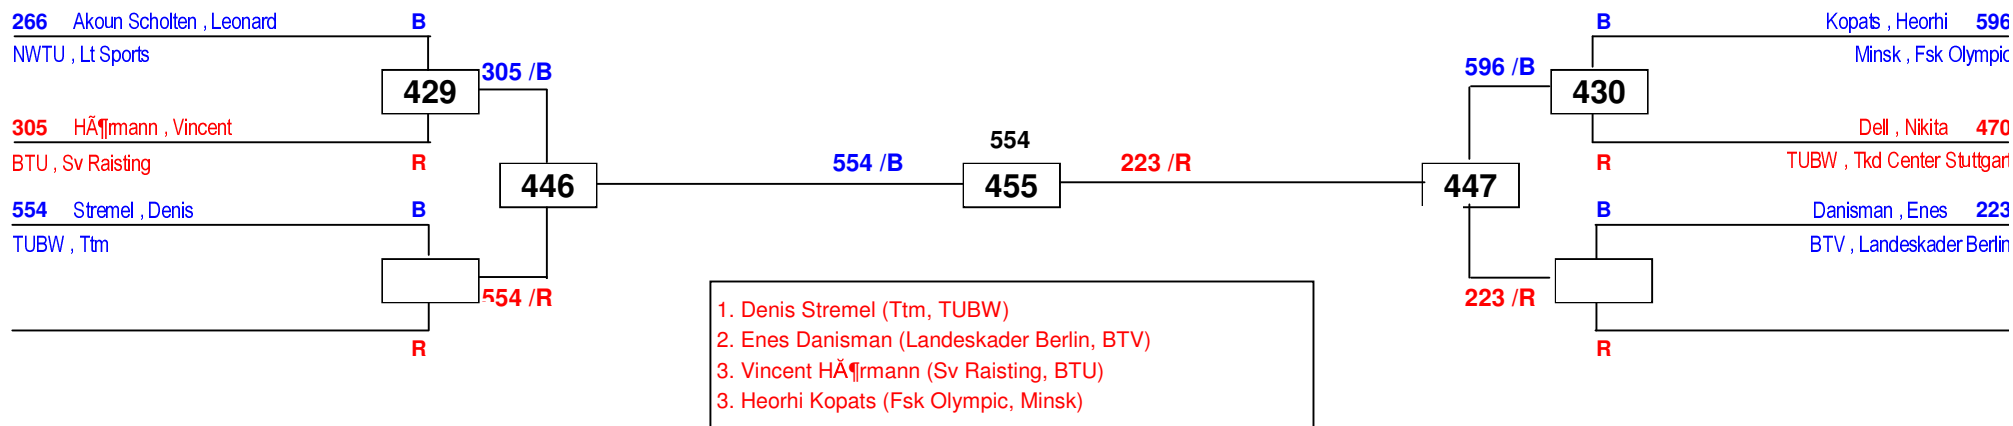 266 Akoun Scholten , Leonard B
NWTU , Lt Sports
305 /B
429
305 HÃ¶rmann , Vincent
BTU , Sv Raisting R
446
554 Stremel , Denis B
TUBW , Ttm
554 /R
R
554
554 /B 455 223 /R
B Kopats , Heorhi 596
Minsk , Fsk Olympic
596 /B
430
Dell , Nikita 470
R TUBW , Tkd Center Stuttgart
447
B Danisman , Enes 223
BTV , Landeskader Berlin
223 /R
R
1. Denis Stremel (Ttm, TUBW)
2. Enes Danisman (Landeskader Berlin, BTV)
3. Vincent HÃ¶rmann (Sv Raisting, BTU)
3. Heorhi Kopats (Fsk Olympic, Minsk)